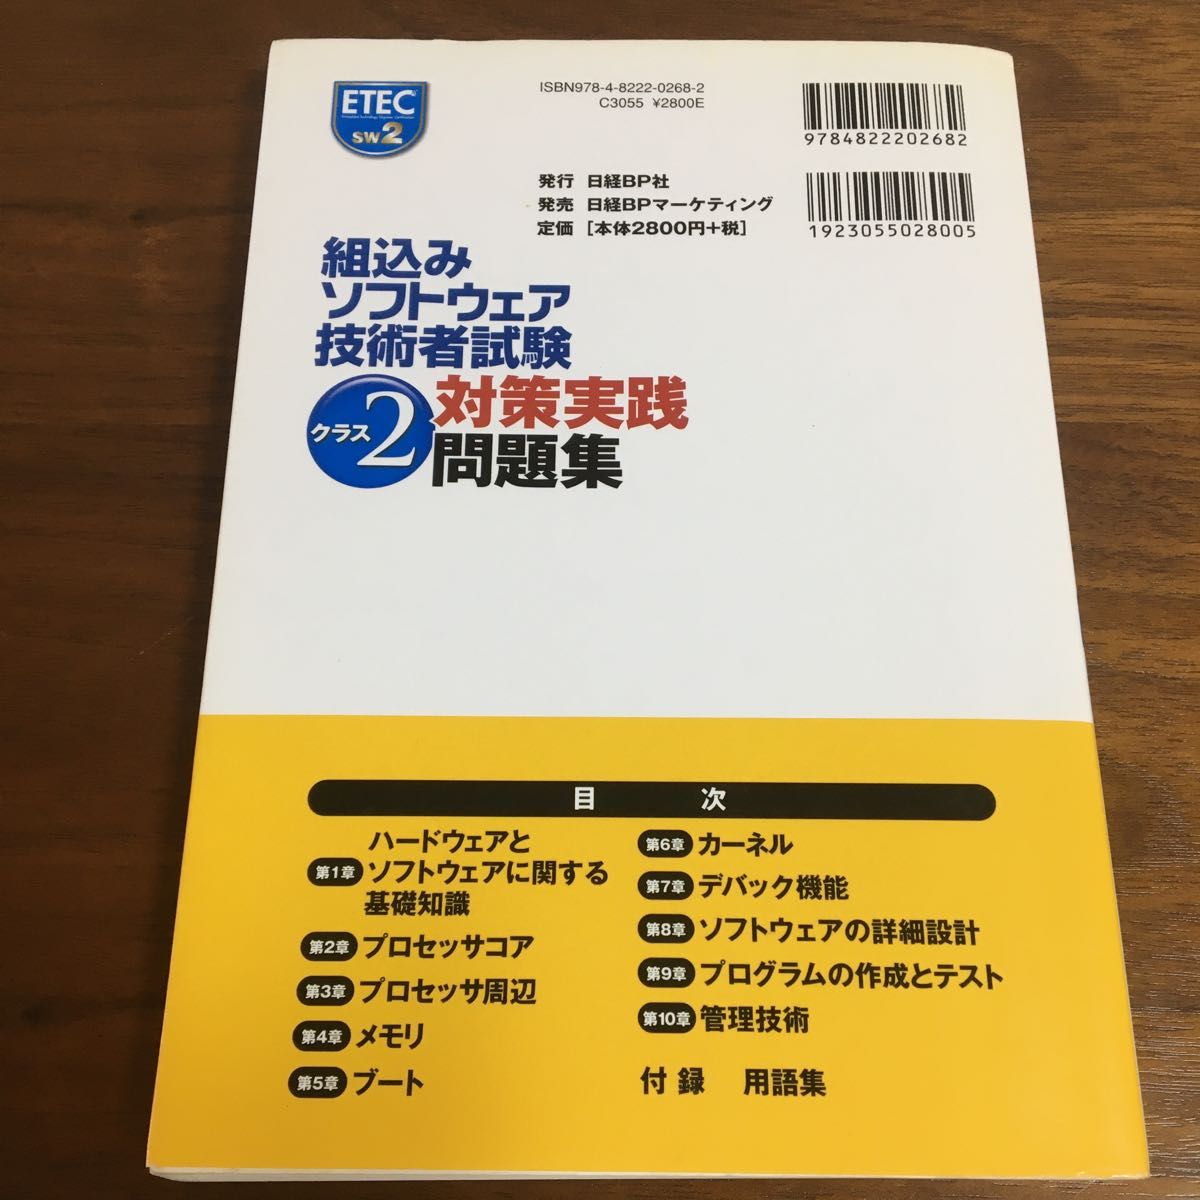 ETEC
SW2
ISBN978-4-8222-0268-2
C3055 ¥2800E
9784822202682
発行 日経BP社
発売 日経BPマーケティング
定価 [本体2800円+税]
1923055028005
組込み
ソフトウェア
技術者試験
クラス2
対策実践
問題集
目次
第1章 ハードウェアと
ソフトウェアに関する
基礎知識
第2章 プロセッサコア
第3章 プロセッサ周辺
第4章 メモリ
第5章 ブート
第6章 カーネル
第7章 デバック機能
第8章 ソフトウェアの詳細設計
第9章 プログラムの作成とテスト
第10章 管理技術
付録 用語集